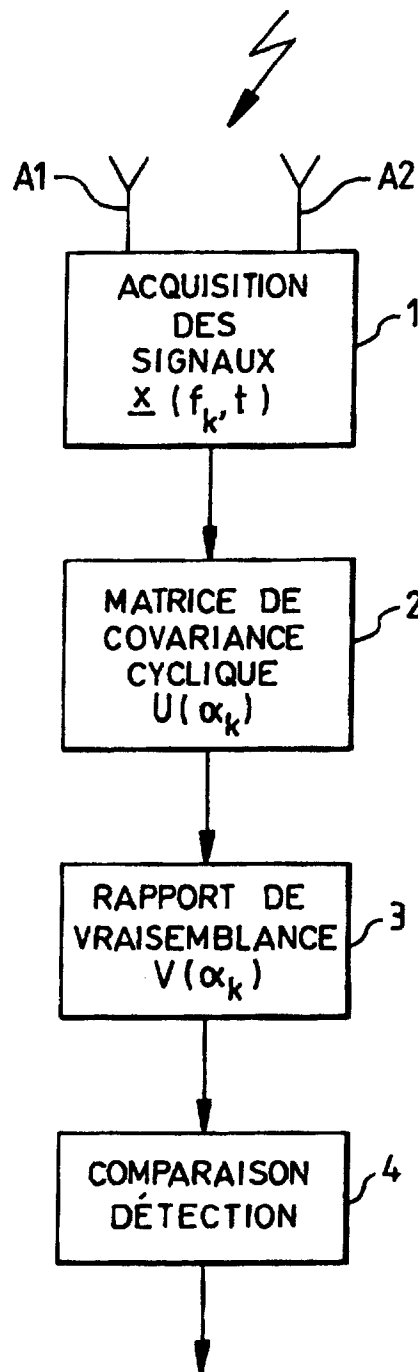 A1
A2
ACQUISITION
DES
SIGNAUX
x (fk, t)
1
MATRICE DE
COVARIANCE
CYCLIQUE
U(αk)
2
RAPPORT DE
VRAISEMBLANCE
V(αk)
3
COMPARAISON
DÉTECTION
4